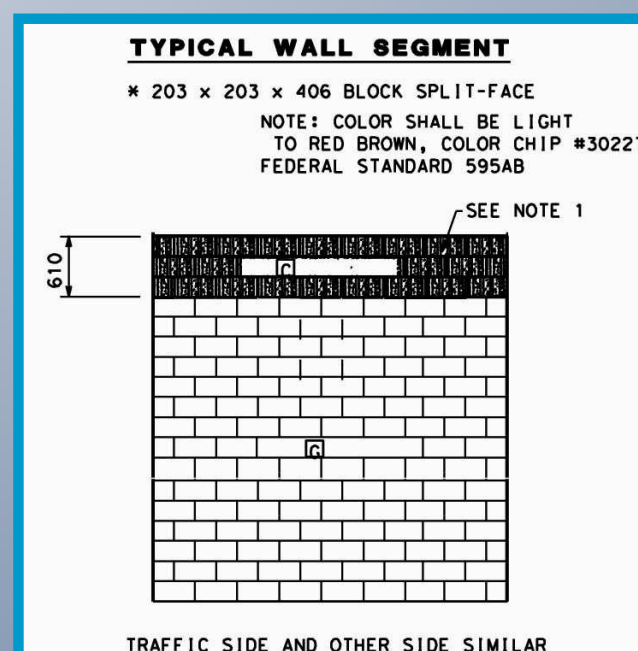 TYPICAL WALL SEGMENT
* 203 x 203 x 406 BLOCK SPLIT-FACE
NOTE: COLOR SHALL BE LIGHT
TO RED BROWN, COLOR CHIP #30227
FEDERAL STANDARD 595AB
SEE NOTE 1
610
C
G
TRAFFIC SIDE AND OTHER SIDE SIMILAR